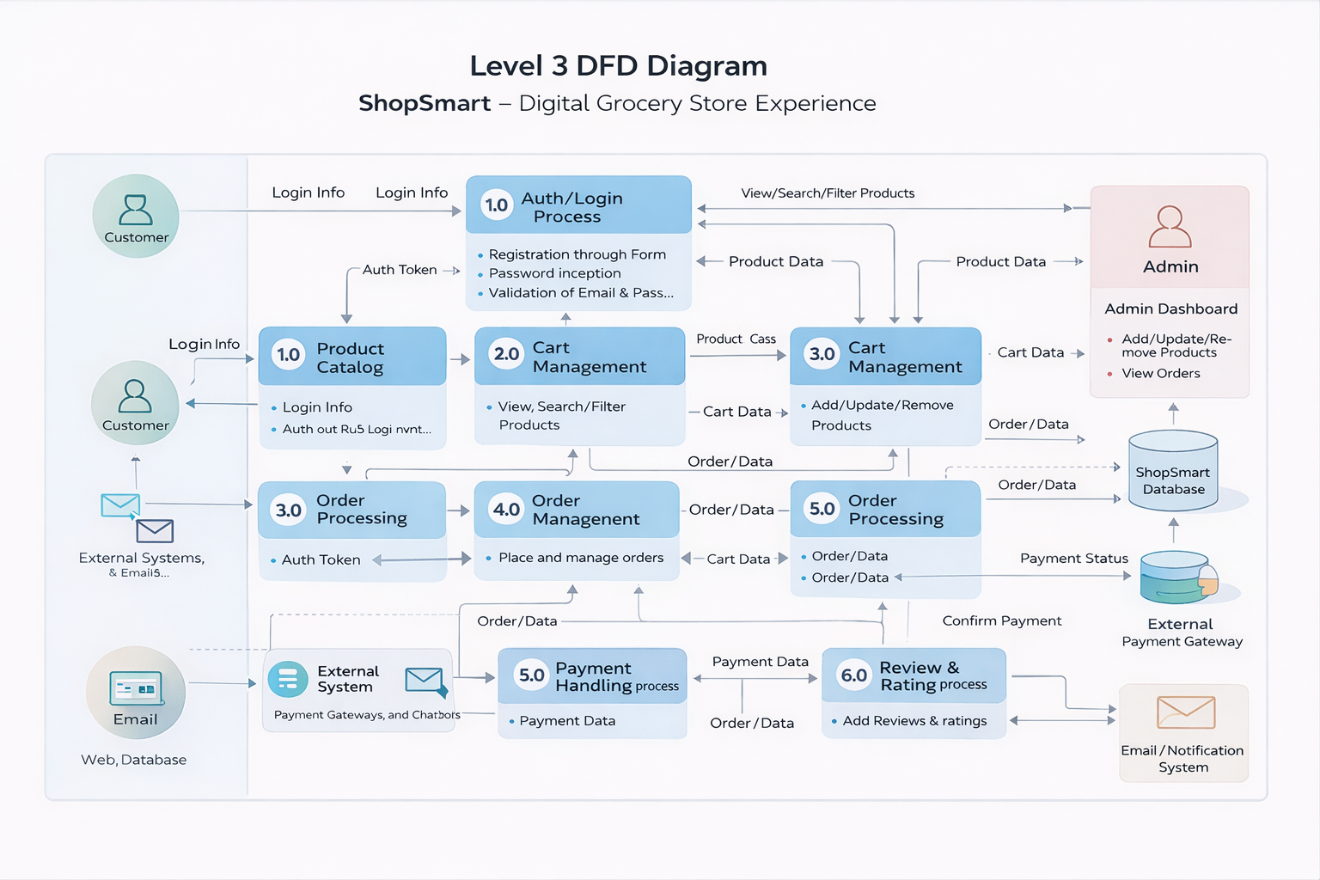 Level 3 DFD Diagram
ShopSmart – Digital Grocery Store Experience
Customer
Login Info
Login Info
1.0
Auth/Login
Process
• Registration through Form
• Password inception
• Validation of Email & Pass...
View/Search/Filter Products
Admin
Admin Dashboard
• Add/Update/Re-
move Products
• View Orders
Auth Token
Product Data
Product Data
Login Info
Customer
1.0
Product
Catalog
• Login Info
• Auth out Ru5 Logi nvnt...
2.0
Cart
Management
• View, Search/Filter
Products
Product Cass
Cart Data
3.0
Cart
Management
• Add/Update/Remove
Products
Cart Data
Order/Data
Order/Data
ShopSmart
Database
External Systems,
& Email5...
3.0
Order
Processing
• Auth Token
4.0
Order
Managenent
• Place and manage orders
Order/Data
Cart Data
5.0
Order
Processing
• Order/Data
• Order/Data
Order/Data
Payment Status
External
Payment Gateway
Order/Data
Confirm Payment
Email
Web, Database
External
System
Payment Gateways, and Chatbots
5.0
Payment
Handling process
• Payment Data
Payment Data
Order/Data
6.0
Review &
Rating process
• Add Reviews & ratings
Email/Notification
System